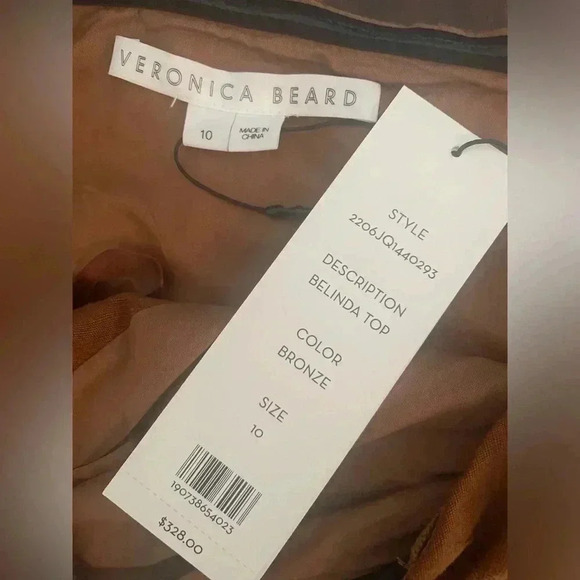 VERONICA BEARD
10
MADE IN
CHINA
STYLE
2206JQ1440293
DESCRIPTION
BELINDA TOP
COLOR
BRONZE
SIZE
10
190738654023
$328.00